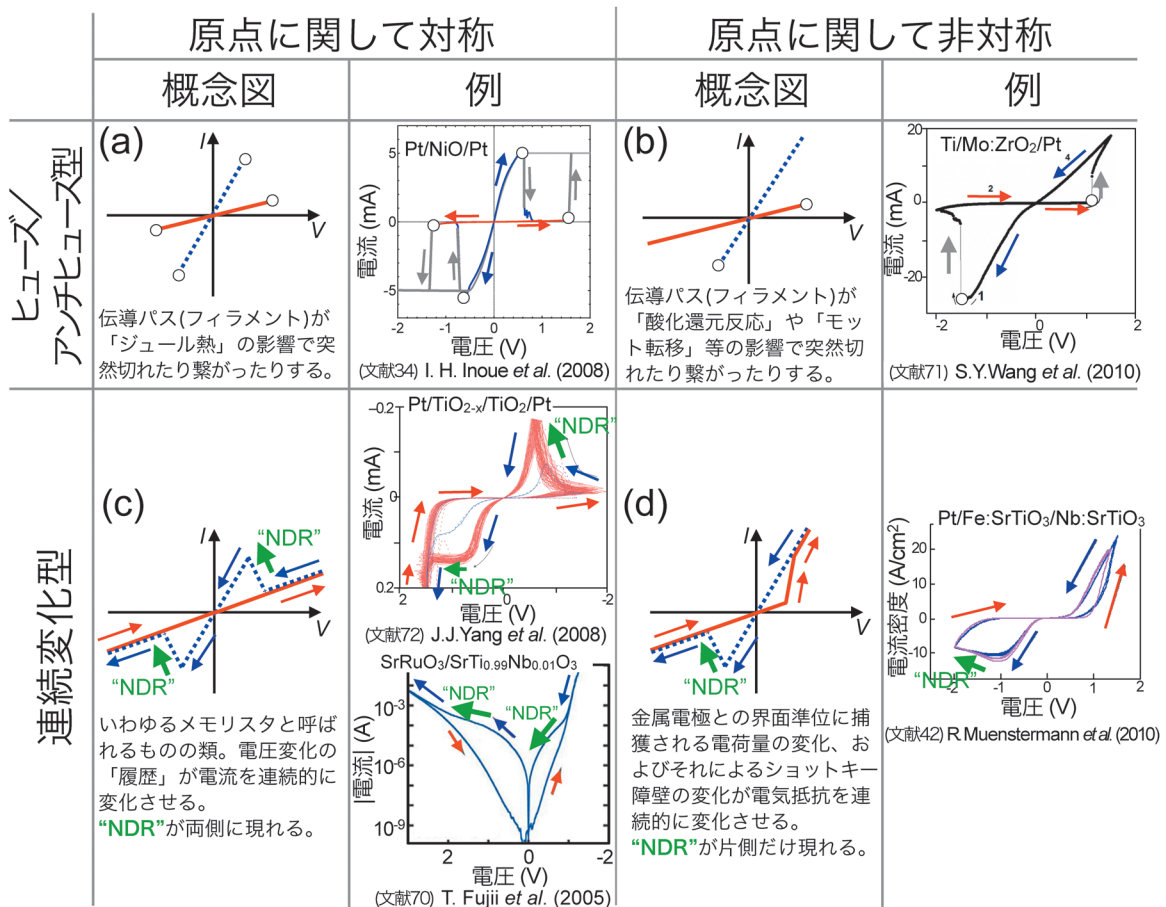 原点に関して対称
原点に関して非対称
概念図
例
概念図
例
ヒューズ/
アンチヒューズ型
(a)
I
V
伝導パス(フィラメント)が
「ジュール熱」の影響で突
然切れたり繋がったりする。
Pt/NiO/Pt
電流 (mA)
5
0
-5
-2
-1
0
1
2
電圧 (V)
(文献34) I. H. Inoue et al. (2008)
(b)
I
V
伝導パス(フィラメント)が
「酸化還元反応」や「モッ
ト転移」等の影響で突然切
れたり繋がったりする。
Ti/Mo:ZrO2/Pt
電流 (mA)
20
0
-20
4
2
1
-2
0
2
電圧 (V)
(文献71) S.Y.Wang et al. (2010)
連続変化型
(c)
I
V
“NDR”
“NDR”
いわゆるメモリスタと呼ば
れるものの類。電圧変化の
「履歴」が電流を連続的に
変化させる。
“NDR”が両側に現れる。
Pt/TiO2-x/TiO2/Pt
電流 (mA)
–0.2
0
0.2
“NDR”
“NDR”
2
0
-2
電圧 (V)
(文献72) J.J.Yang et al. (2008)
SrRuO3/SrTi0.99Nb0.01O3
|電流| (A)
10-3
10-6
10-9
“NDR”
“NDR”
2
0
-2
電圧 (V)
(文献70) T. Fujii et al. (2005)
(d)
I
V
“NDR”
金属電極との界面準位に捕
獲される電荷量の変化、お
よびそれによるショットキー
障壁の変化が電気抵抗を連
続的に変化させる。
“NDR”が片側だけ現れる。
Pt/Fe:SrTiO3/Nb:SrTiO3
電流密度 (A/cm2)
20
10
0
-10
“NDR”
-2
-1
0
1
2
電圧 (V)
(文献42) R.Muenstermann et al. (2010)